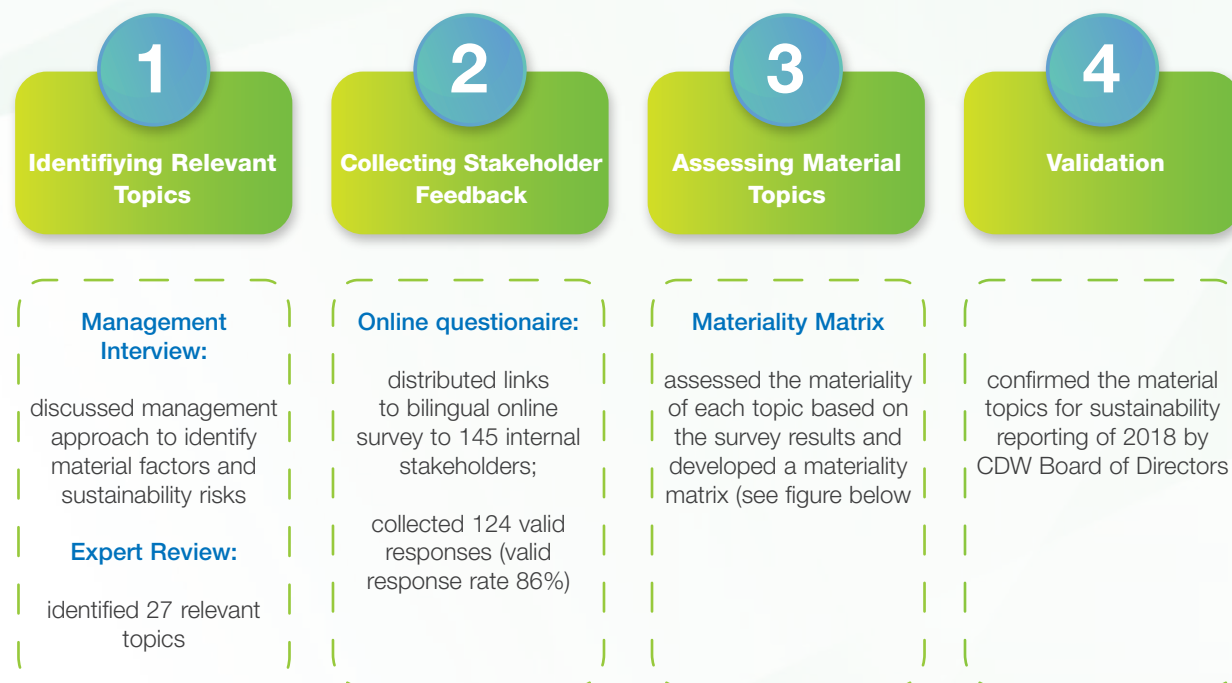 1
Identifiying Relevant
Topics
Management
Interview:
discussed management
approach to identify
material factors and
sustainability risks
Expert Review:
identified 27 relevant
topics
2
Collecting Stakeholder
Feedback
Online questionaire:
distributed links
to bilingual online
survey to 145 internal
stakeholders;
collected 124 valid
responses (valid
response rate 86%)
3
Assessing Material
Topics
Materiality Matrix
assessed the materiality
of each topic based on
the survey results and
developed a materiality
matrix (see figure below
4
Validation
confirmed the material
topics for sustainability
reporting of 2018 by
CDW Board of Directors